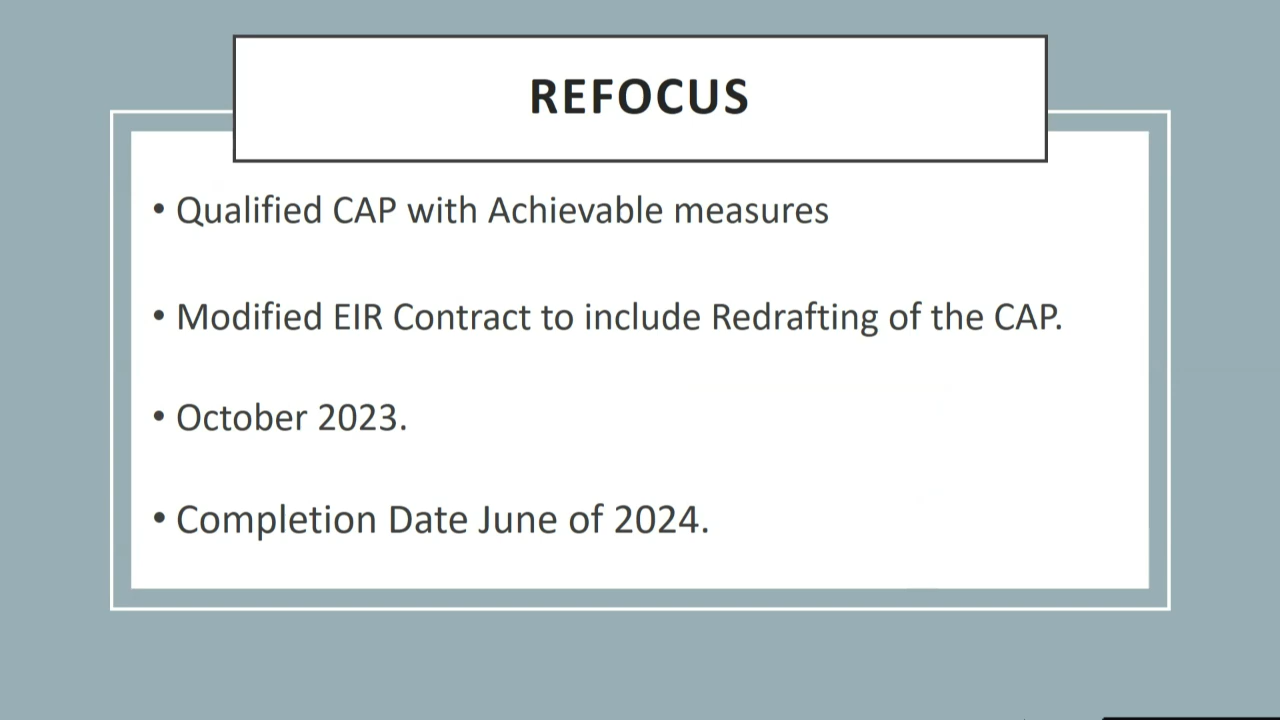 REFOCUS
• Qualified CAP with Achievable measures
• Modified EIR Contract to include Redrafting of the CAP.
• October 2023.
• Completion Date June of 2024.